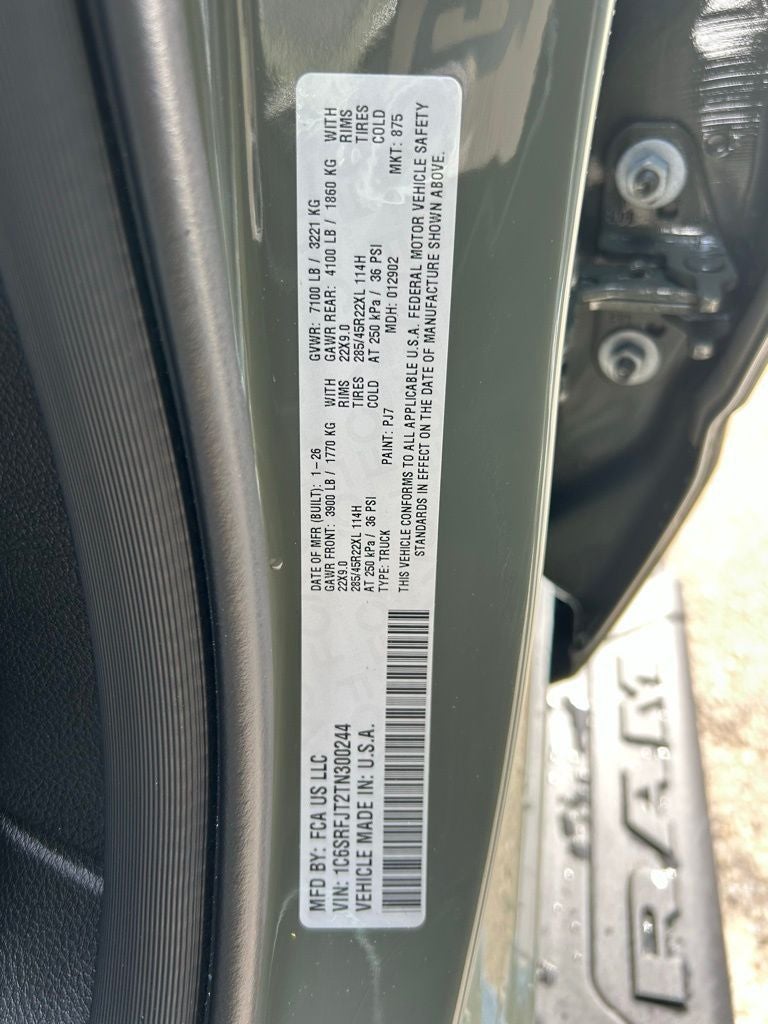 MFD BY: FCA US LLC
VIN: 1C6SRFJT2TN300244
VEHICLE MADE IN: U.S.A.
DATE OF MFR (BUILT): 1-26
GVWR: 7100 LB / 3221 KG
GAWR FRONT: 3900 LB / 1770 KG WITH
GAWR REAR: 4100 LB / 1860 KG WITH
22X9.0 RIMS
22X9.0 RIMS
285/45R22XL 114H TIRES
285/45R22XL 114H TIRES
AT 250 kPa / 36 PSI COLD
AT 250 kPa / 36 PSI COLD
TYPE: TRUCK PAINT: PJ7 MDH: 012902 MKT: 875
THIS VEHICLE CONFORMS TO ALL APPLICABLE U.S.A. FEDERAL MOTOR VEHICLE SAFETY
STANDARDS IN EFFECT ON THE DATE OF MANUFACTURE SHOWN ABOVE.
RAM